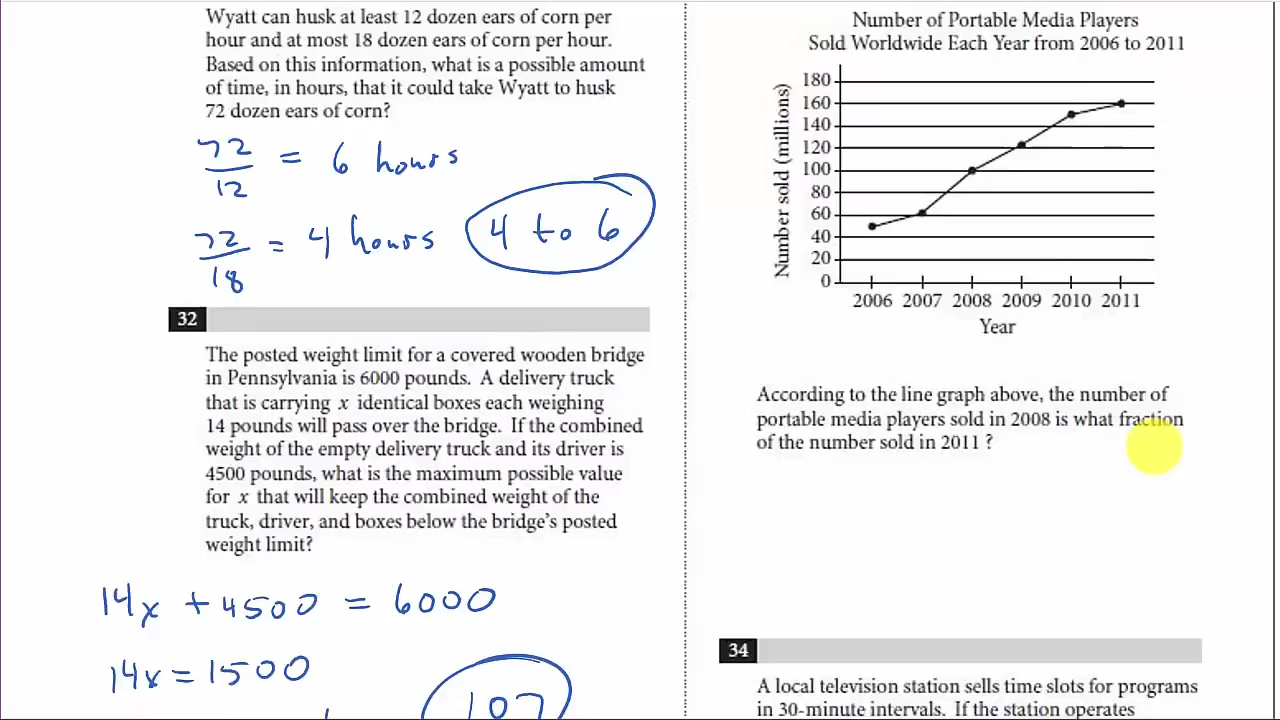 Wyatt can husk at least 12 dozen ears of corn per
hour and at most 18 dozen ears of corn per hour.
Based on this information, what is a possible amount
of time, in hours, that it could take Wyatt to husk
72 dozen ears of corn?
72/12 = 6 hours
72/18 = 4 hours
4 to 6
32
The posted weight limit for a covered wooden bridge
in Pennsylvania is 6000 pounds. A delivery truck
that is carrying x identical boxes each weighing
14 pounds will pass over the bridge. If the combined
weight of the empty delivery truck and its driver is
4500 pounds, what is the maximum possible value
for x that will keep the combined weight of the
truck, driver, and boxes below the bridge's posted
weight limit?
14x + 4500 = 6000
14x = 1500
107
Number of Portable Media Players
Sold Worldwide Each Year from 2006 to 2011
Number sold (millions)
180
160
140
120
100
80
60
40
20
0
2006 2007 2008 2009 2010 2011
Year
According to the line graph above, the number of
portable media players sold in 2008 is what fraction
of the number sold in 2011 ?
34
A local television station sells time slots for programs
in 30-minute intervals. If the station operates